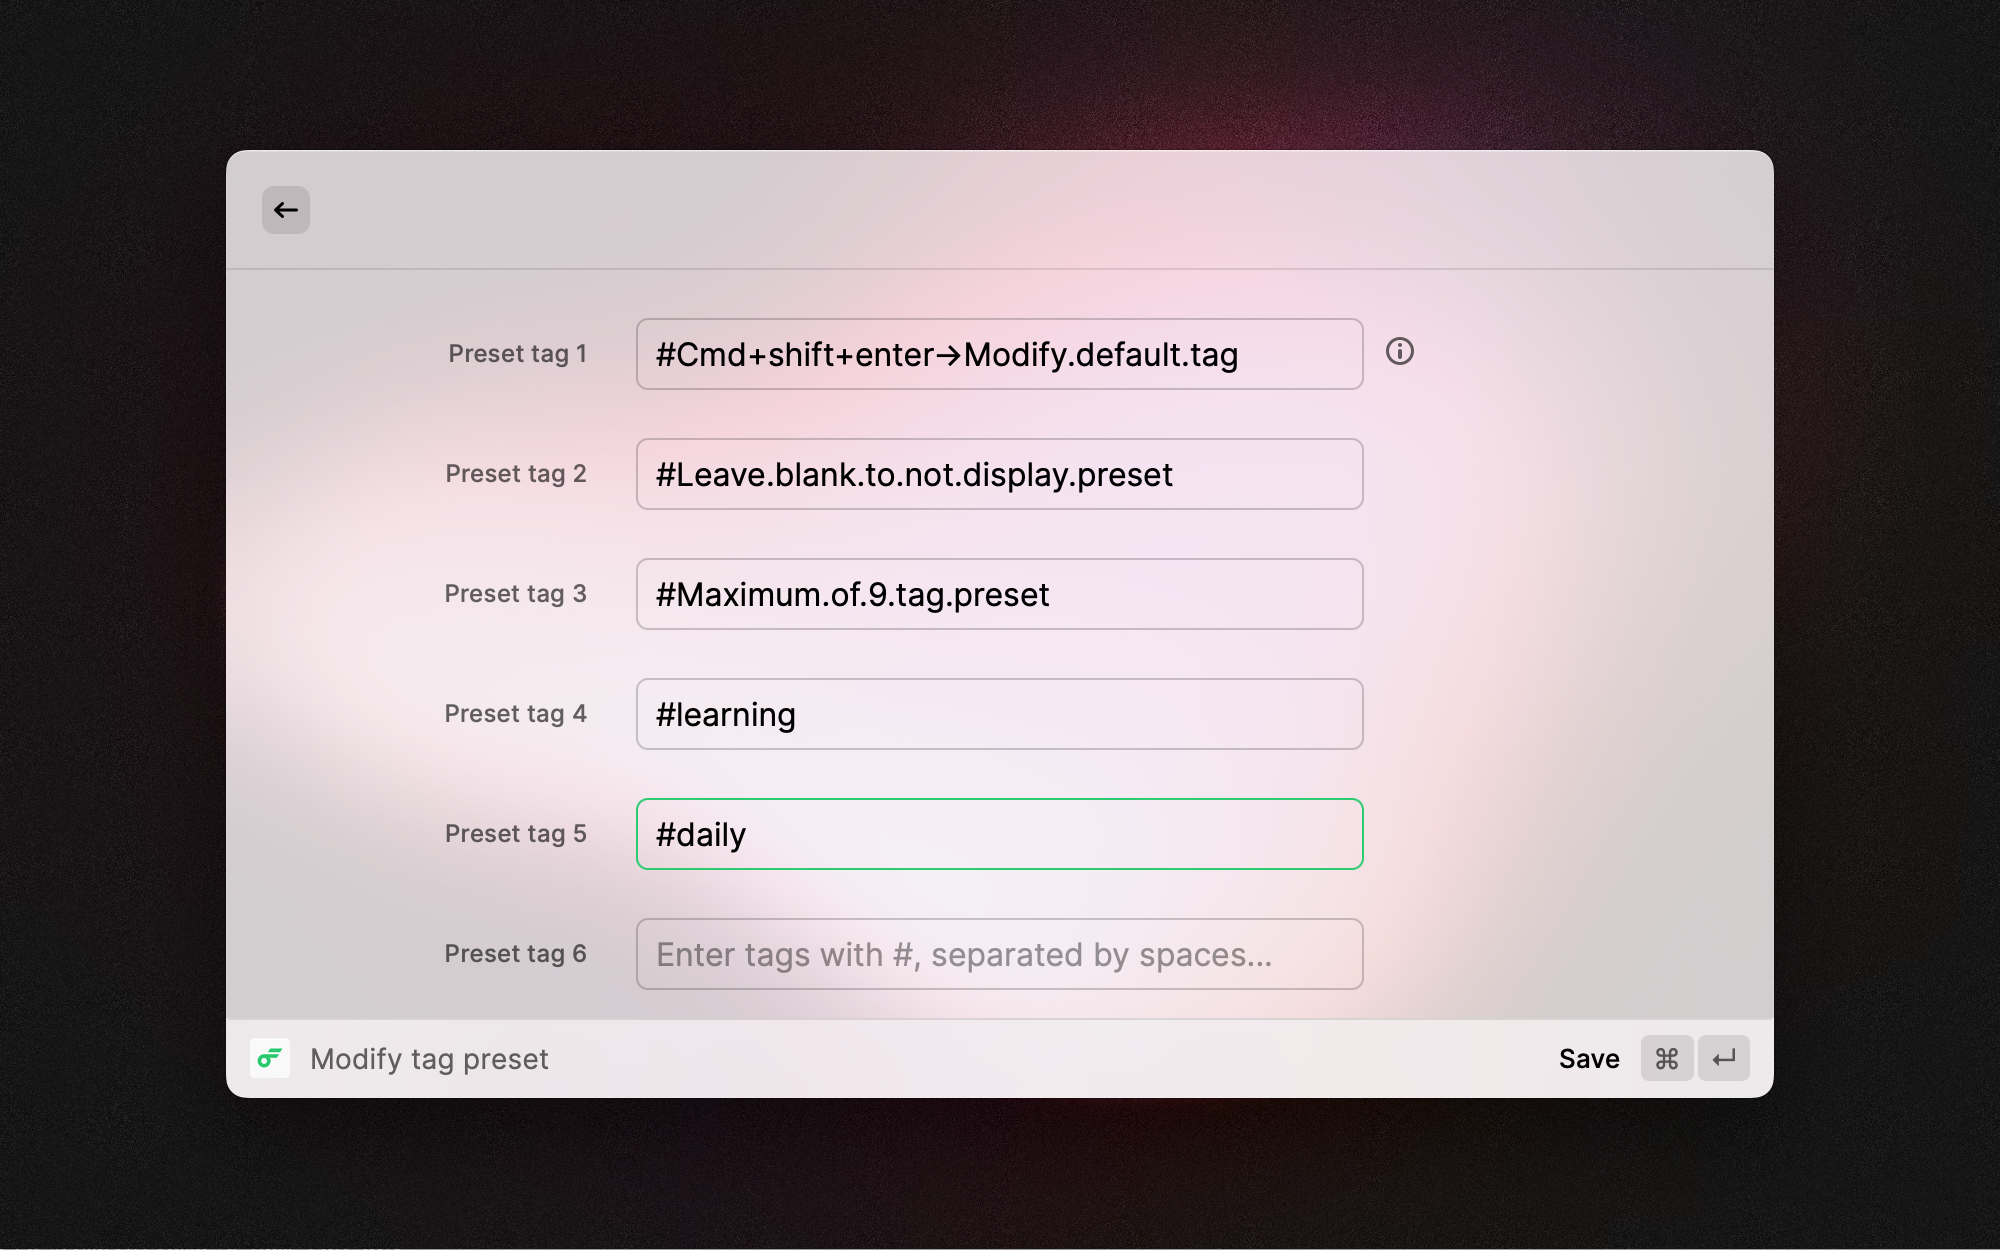 Preset tag 1 #Cmd+shift+enter→Modify.default.tag
Preset tag 2 #Leave.blank.to.not.display.preset
Preset tag 3 #Maximum.of.9.tag.preset
Preset tag 4 #learning
Preset tag 5 #daily
Preset tag 6 Enter tags with #, separated by spaces...
Modify tag preset Save ⌘ ↵